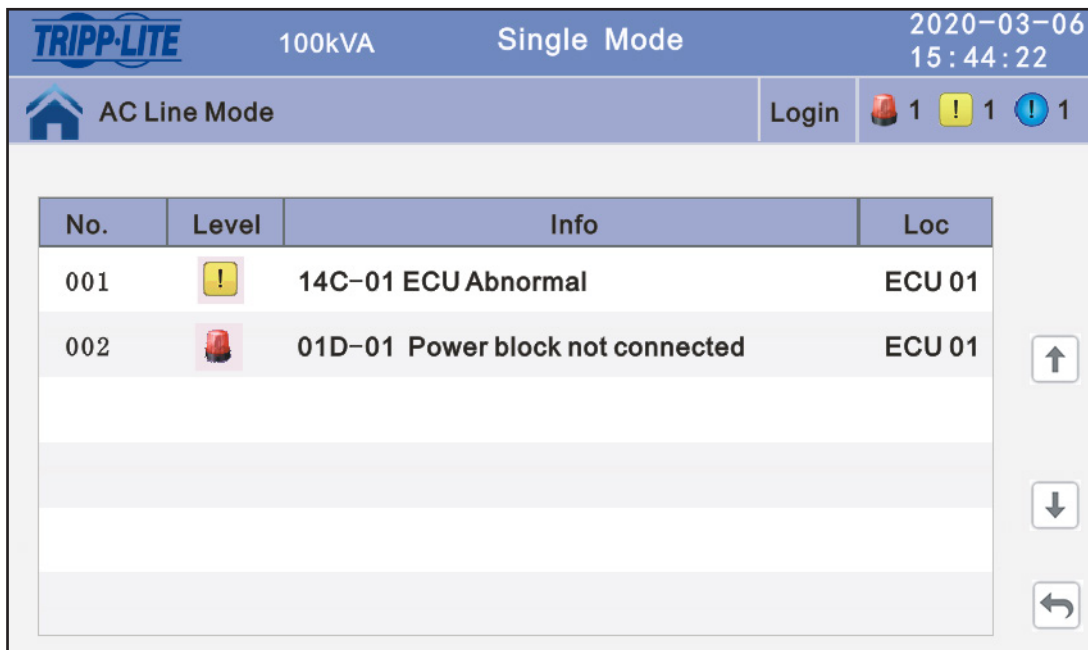 TRIPP·LITE 100kVA Single Mode 2020-03-06
15:44:22
AC Line Mode Login 1 ! 1 ! 1
No. Level Info Loc
001 ! 14C-01 ECU Abnormal ECU 01
002 01D-01 Power block not connected ECU 01